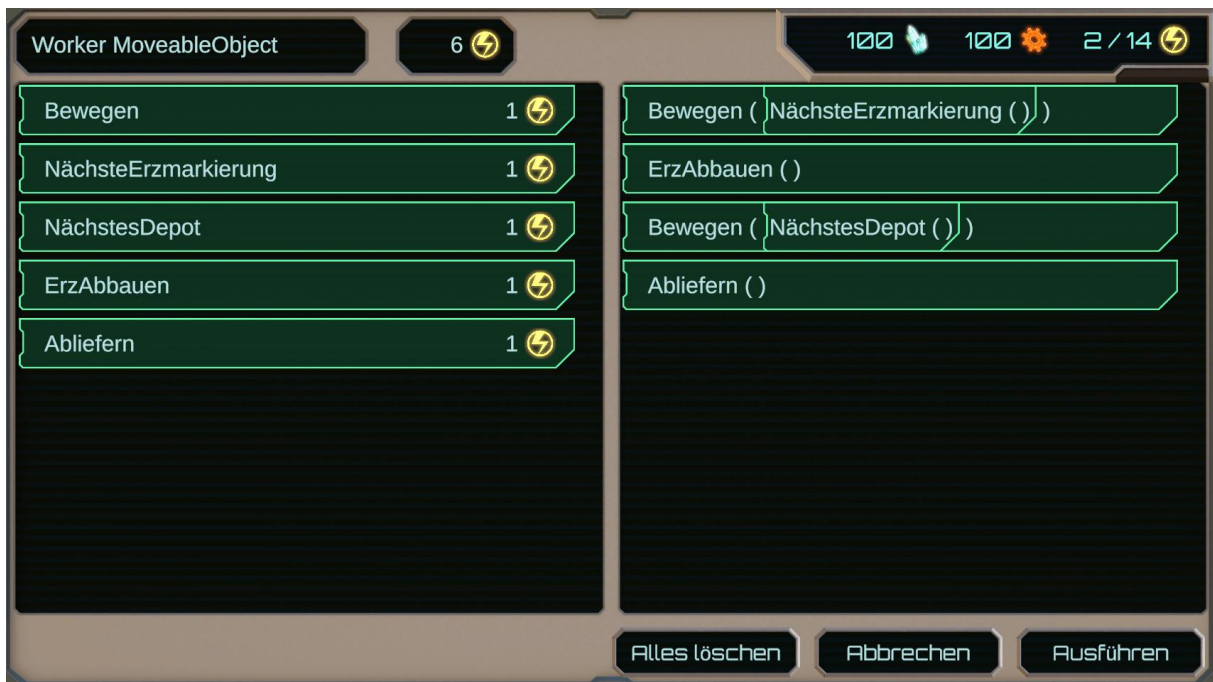 Worker MoveableObject 6 100 100 2/14
Bewegen 1
NächsteErzmarkierung 1
NächstesDepot 1
ErzAbbauen 1
Abliefern 1
Bewegen ( NächsteErzmarkierung ( ) )
ErzAbbauen ( )
Bewegen ( NächstesDepot ( ) )
Abliefern ( )
Alles löschen Abbrechen Ausführen